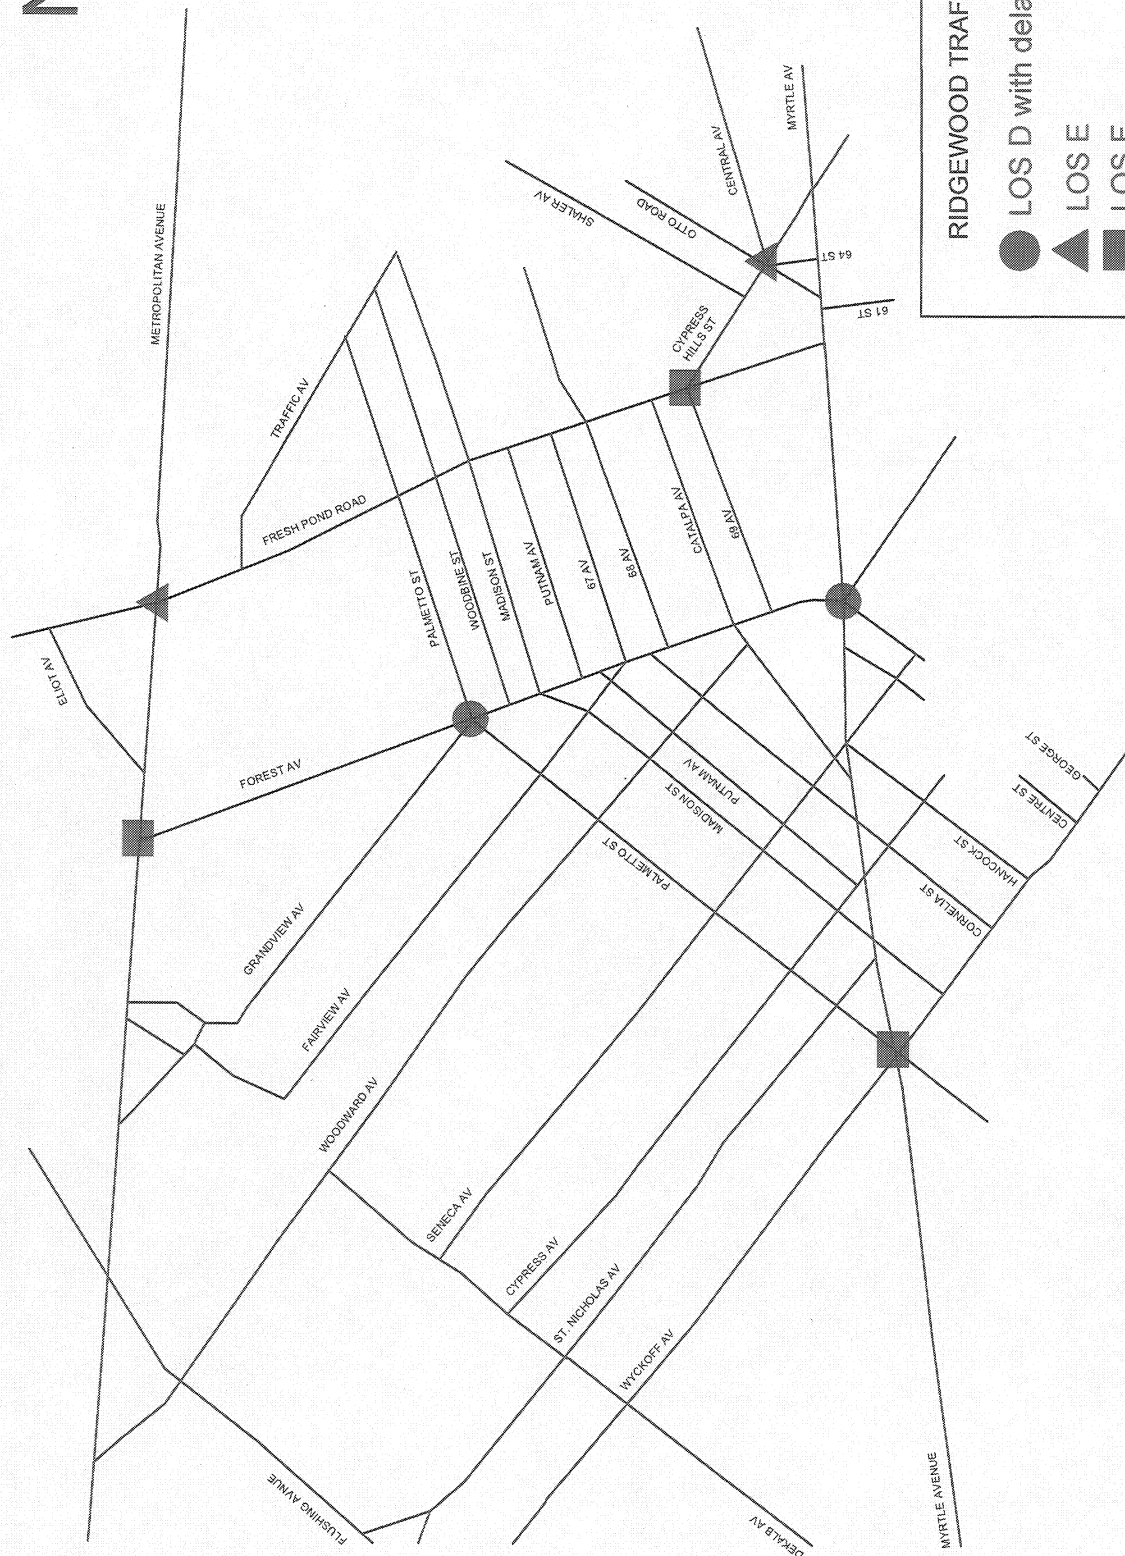 METROPOLITAN AVENUE
MYRTLE AV
CENTRAL AV
SHALER AV
OTTO ROAD
64 ST
61 ST
CYPRESS
HILLS ST
TRAFFIC AV
FRESH POND ROAD
PALMETTO ST
WOODBINE ST
MADISON ST
PUTNAM AV
67 AV
68 AV
CATALPA AV
69 AV
ELIOT AV
FOREST AV
GRANDVIEW AV
FAIRVIEW AV
WOODWARD AV
PALMETTO ST
MADISON ST
PUTNAM AV
GEORGE ST
CENTRE ST
HANCOCK ST
CORNELIA ST
SENECA AV
CYPRESS AV
ST. NICHOLAS AV
WYCKOFF AV
FLUSHING AVNUE
DEKALB AV
MYRTLE AVENUE
RIDGEWOOD TRAF
LOS D with dela
LOS E